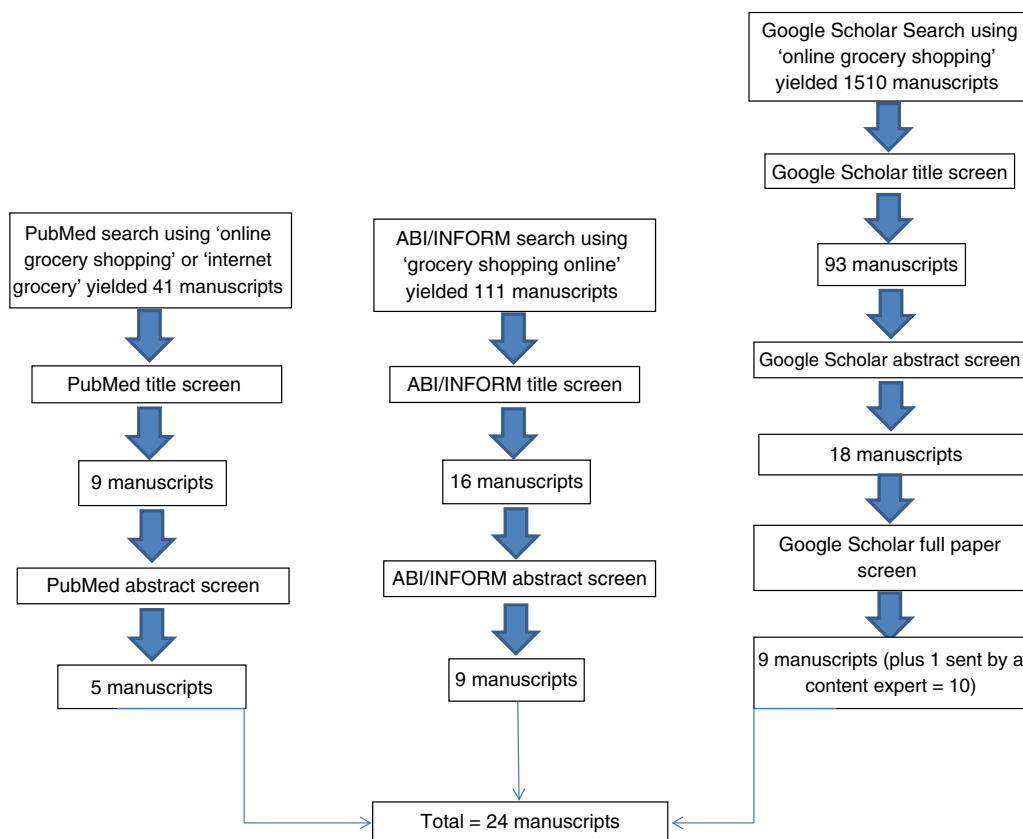 PubMed search using ‘online
grocery shopping’ or ‘internet
grocery’ yielded 41 manuscripts
PubMed title screen
9 manuscripts
PubMed abstract screen
5 manuscripts
ABI/INFORM search using
‘grocery shopping online’
yielded 111 manuscripts
ABI/INFORM title screen
16 manuscripts
ABI/INFORM abstract screen
9 manuscripts
Google Scholar Search using
‘online grocery shopping’
yielded 1510 manuscripts
Google Scholar title screen
93 manuscripts
Google Scholar abstract screen
18 manuscripts
Google Scholar full paper
screen
9 manuscripts (plus 1 sent by a
content expert = 10)
Total = 24 manuscripts